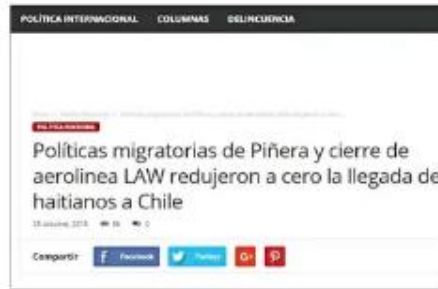 POLÍTICA INTERNACIONAL COLUMNAS DELINCUENCIA
Políticas migratorias de Piñera y cierre de
aerolinea LAW redujeron a cero la llegada de
haitianos a Chile
Compartir Facebook Twitter G+